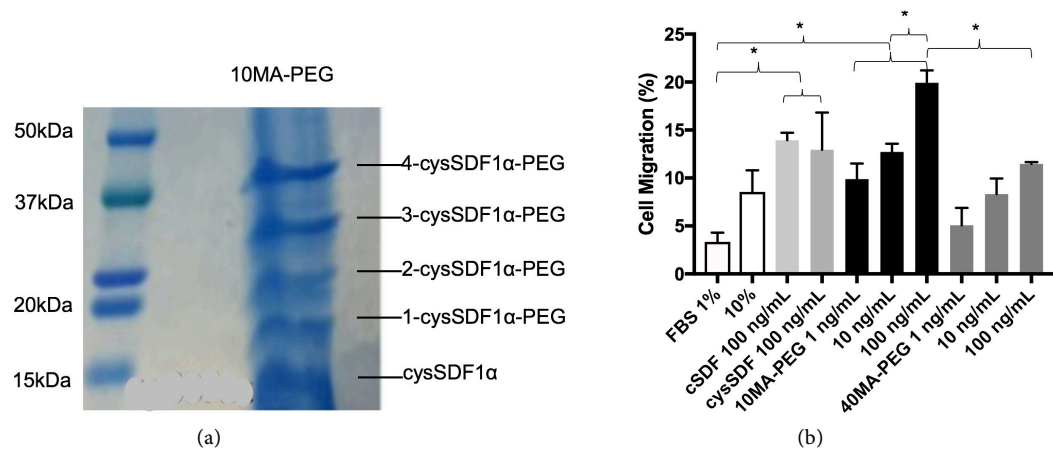 10MA-PEG
50kDa
37kDa
20kDa
15kDa
4-cysSDF1α-PEG
3-cysSDF1α-PEG
2-cysSDF1α-PEG
1-cysSDF1α-PEG
cysSDF1α
(a)
Cell Migration (%)
25
20
15
10
5
0
*
*
*
*
FBS 1%
10%
cSDF 100 ng/mL
cysSDF 100 ng/mL
10MA-PEG 1 ng/mL
10 ng/mL
100 ng/mL
40MA-PEG 1 ng/mL
10 ng/mL
100 ng/mL
(b)